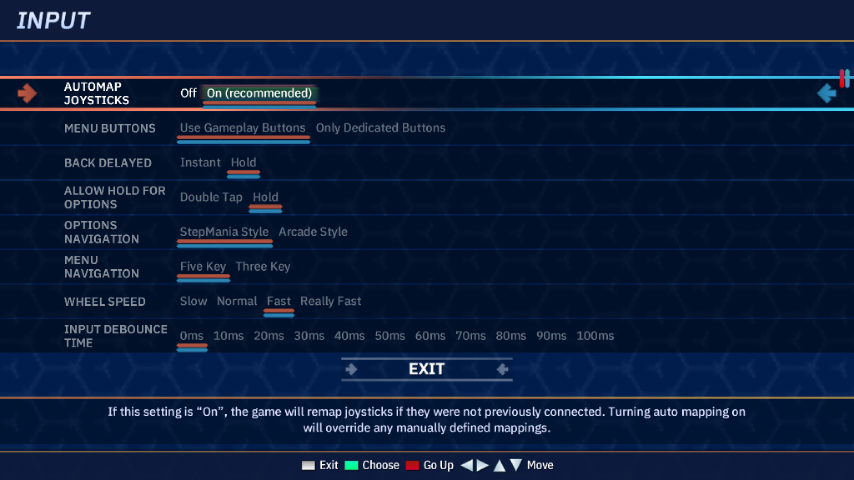 INPUT
AUTOMAP JOYSTICKS Off On (recommended)
MENU BUTTONS Use Gameplay Buttons Only Dedicated Buttons
BACK DELAYED Instant Hold
ALLOW HOLD FOR OPTIONS Double Tap Hold
OPTIONS NAVIGATION StepMania Style Arcade Style
MENU NAVIGATION Five Key Three Key
WHEEL SPEED Slow Normal Fast Really Fast
INPUT DEBOUNCE TIME 0ms 10ms 20ms 30ms 40ms 50ms 60ms 70ms 80ms 90ms 100ms
EXIT
If this setting is “On”, the game will remap joysticks if they were not previously connected. Turning auto mapping on
will override any manually defined mappings.
Exit Choose Go Up Move